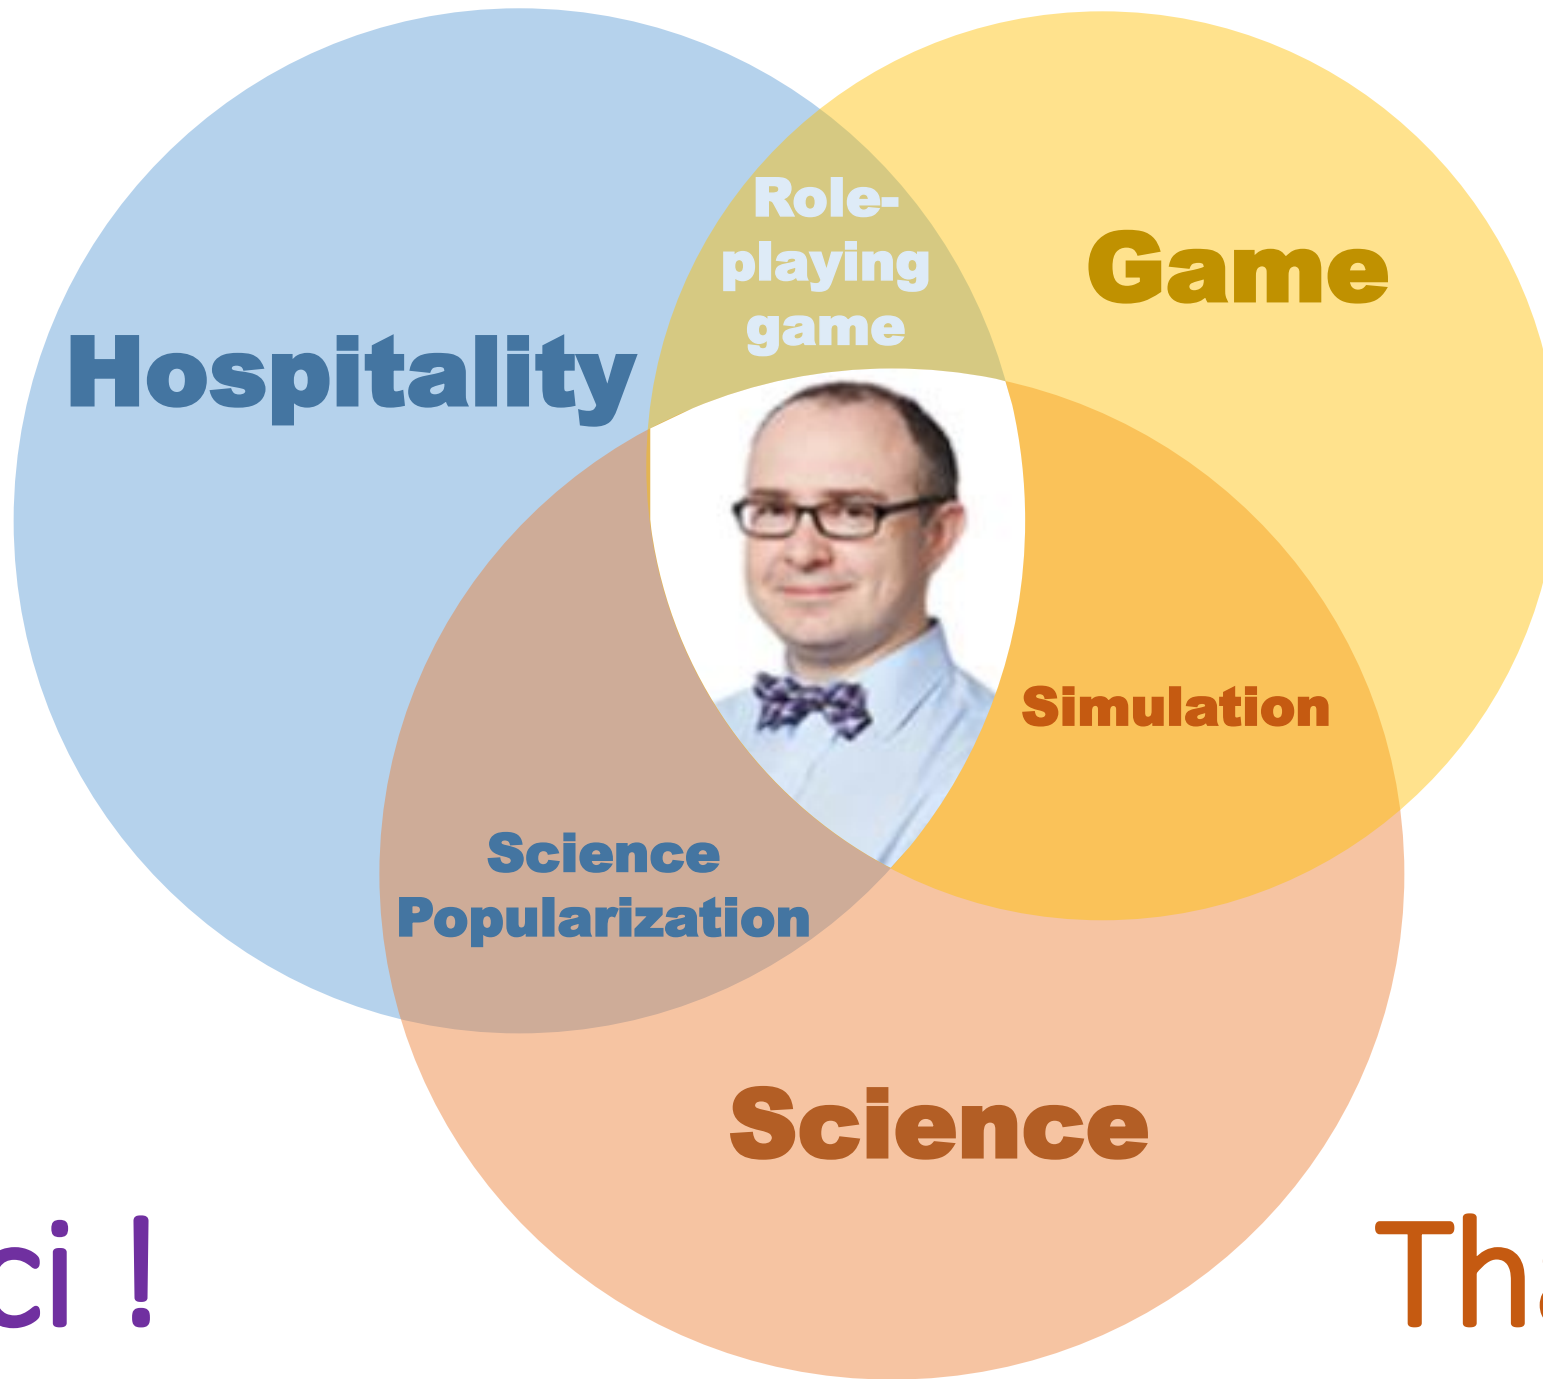 Role-
playing
game
Game
Hospitality
Simulation
Science
Popularization
Science
ci !
Tha